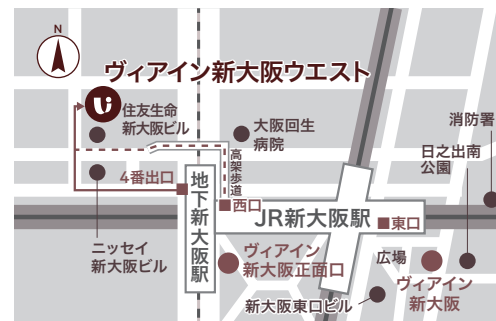 N
ヴィアイン新大阪ウエスト
住友生命
新大阪ビル
大阪回生
病院
消防署
日之出南
公園
高架歩道
4番出口
地下新大阪駅
西口
JR新大阪駅
東口
ニッセイ
新大阪ビル
ヴィアイン
新大阪正面口
広場
ヴィアイン
新大阪
新大阪東口ビル